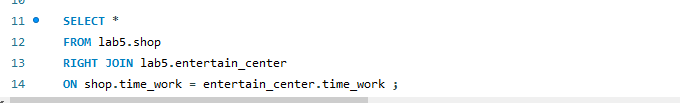 11 SELECT *
12 FROM lab5.shop
13 RIGHT JOIN lab5.entertain_center
14 ON shop.time_work = entertain_center.time_work ;